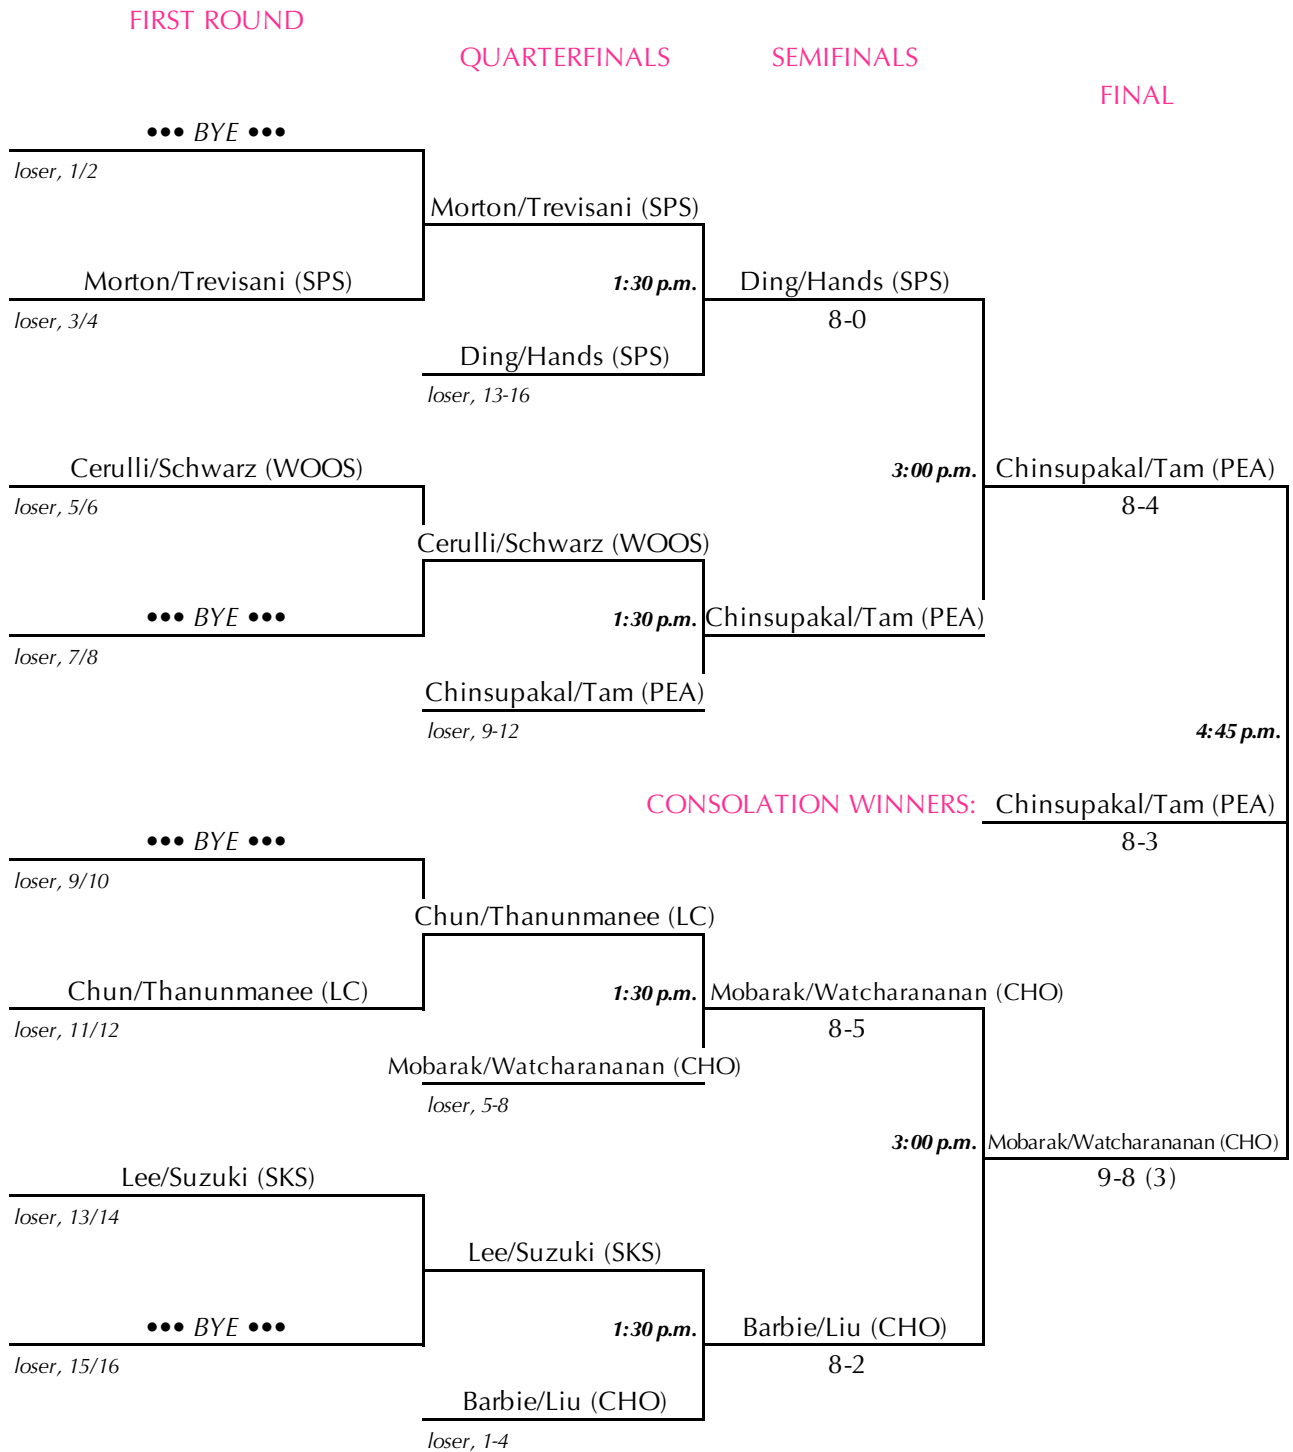 FIRST ROUND
QUARTERFINALS SEMIFINALS
FINAL
••• BYE •••
loser, 1/2
Morton/Trevisani (SPS)
Morton/Trevisani (SPS) 1:30 p.m. Ding/Hands (SPS)
loser, 3/4 8-0
Ding/Hands (SPS)
loser, 13-16
Cerulli/Schwarz (WOOS) 3:00 p.m. Chinsupakal/Tam (PEA)
loser, 5/6 8-4
Cerulli/Schwarz (WOOS)
••• BYE ••• 1:30 p.m. Chinsupakal/Tam (PEA)
loser, 7/8
Chinsupakal/Tam (PEA)
loser, 9-12 4:45 p.m.
CONSOLATION WINNERS: Chinsupakal/Tam (PEA)
••• BYE ••• 8-3
loser, 9/10
Chun/Thanunmanee (LC)
Chun/Thanunmanee (LC) 1:30 p.m. Mobarak/Watcharananan (CHO)
loser, 11/12 8-5
Mobarak/Watcharananan (CHO)
loser, 5-8
3:00 p.m. Mobarak/Watcharananan (CHO)
Lee/Suzuki (SKS) 9-8 (3)
loser, 13/14
Lee/Suzuki (SKS)
••• BYE ••• 1:30 p.m. Barbie/Liu (CHO)
loser, 15/16 8-2
Barbie/Liu (CHO)
loser, 1-4